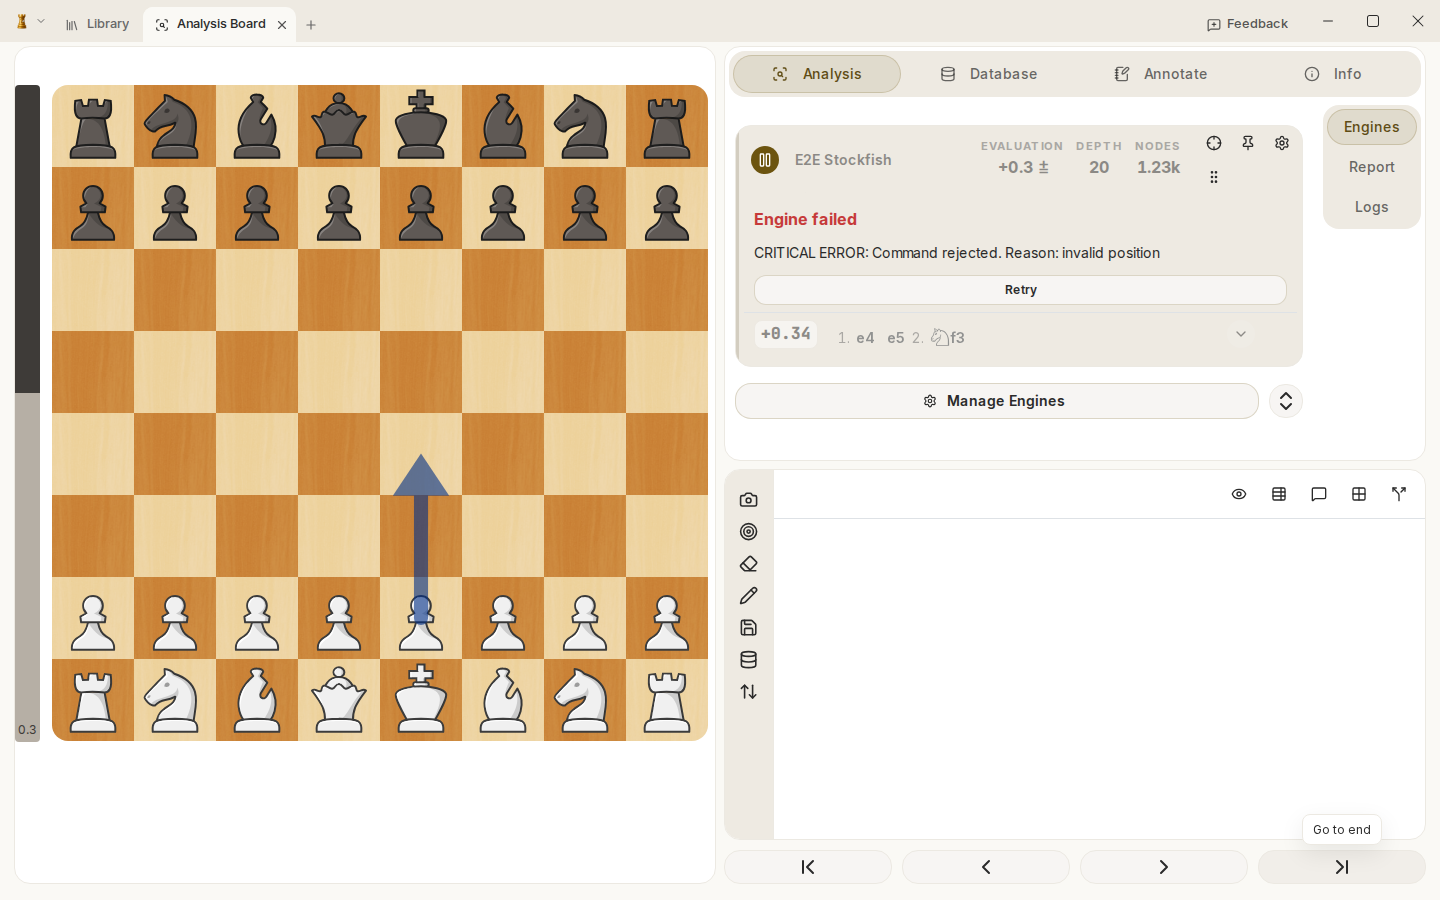 Library
Analysis Board
Feedback
Analysis
Database
Annotate
Info
Engines
Report
Logs
E2E Stockfish
EVALUATION
+0.3 ±
DEPTH
20
NODES
1.23k
Engine failed
CRITICAL ERROR: Command rejected. Reason: invalid position
Retry
+0.34
1. e4 e5 2. ♘f3
Manage Engines
0.3
Go to end